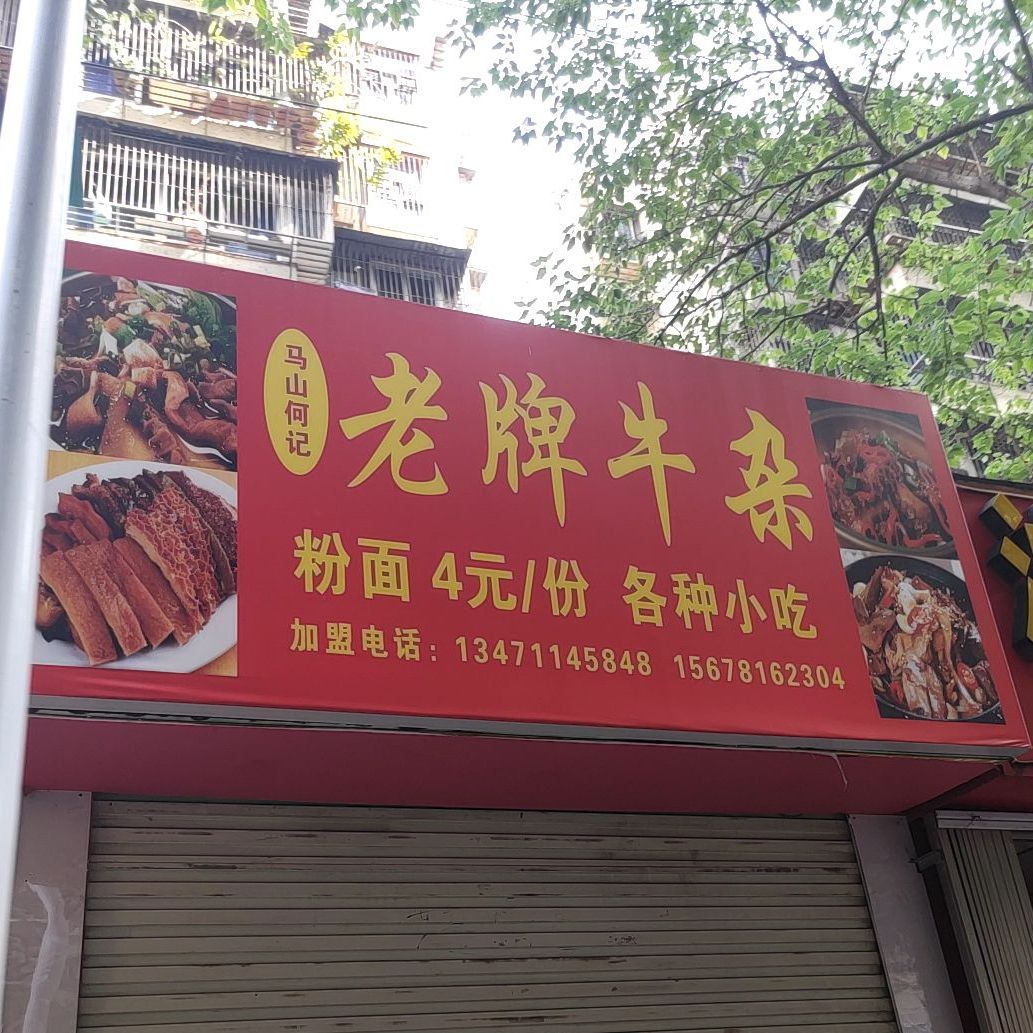 马山何记
老牌牛杂
粉面 4元/份 各种小吃
加盟电话：13471145848 15678162304